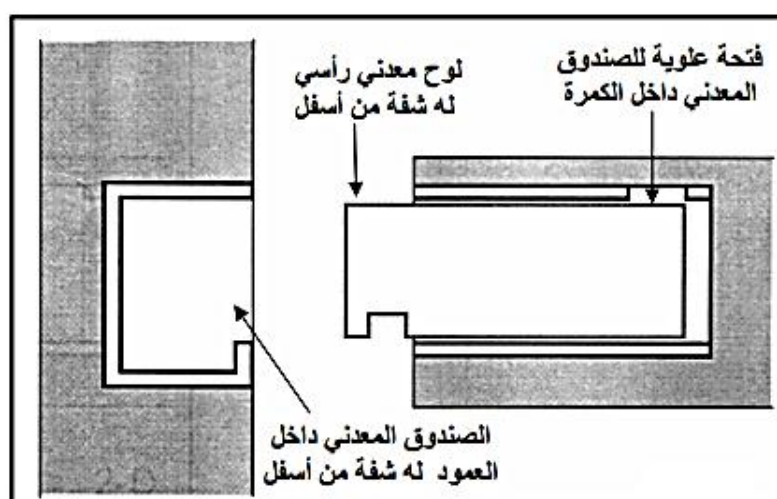 فتحة علوية للصندوق
المعدني داخل الكمرة
لوح معدني رأسي
له شفة من أسفل
الصندوق المعدني داخل
العمود له شفة من أسفل